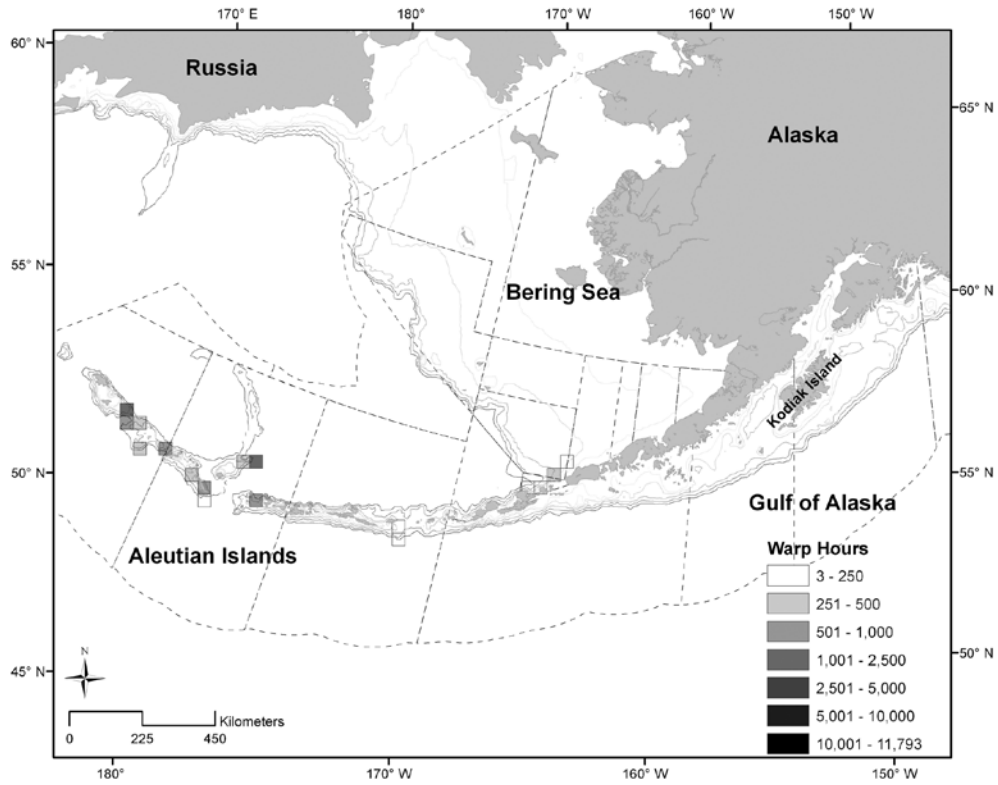 170° E
180°
170° W
160° W
150° W
60° N
Russia
65° N
Alaska
55° N
Bering Sea
60° N
Kodiak Island
50° N
55° N
Gulf of Alaska
Aleutian Islands
Warp Hours
3 - 250
251 - 500
501 - 1,000
1,001 - 2,500
2,501 - 5,000
5,001 - 10,000
10,001 - 11,793
N
50° N
45° N
Kilometers
0 225 450
180°
170° W
160° W
150° W